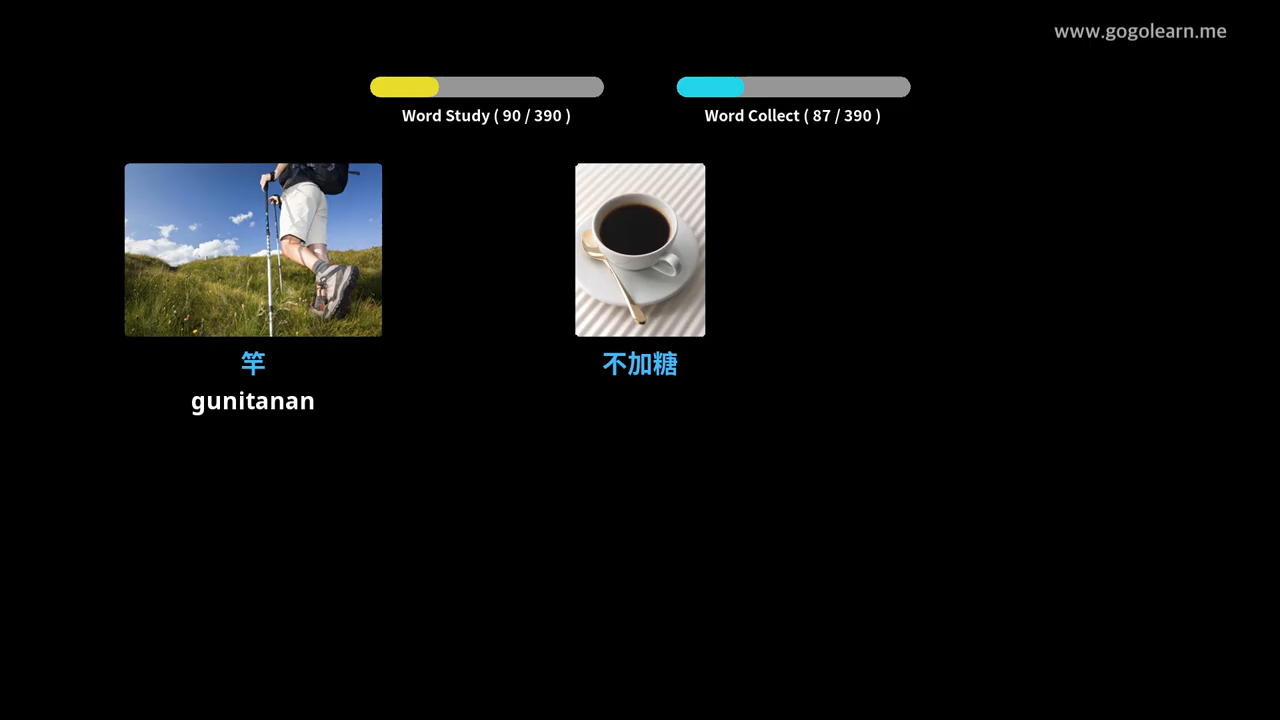 www.gogolearn.me
Word Study ( 90 / 390 )
Word Collect ( 87 / 390 )
竿
gunitanan
不加糖